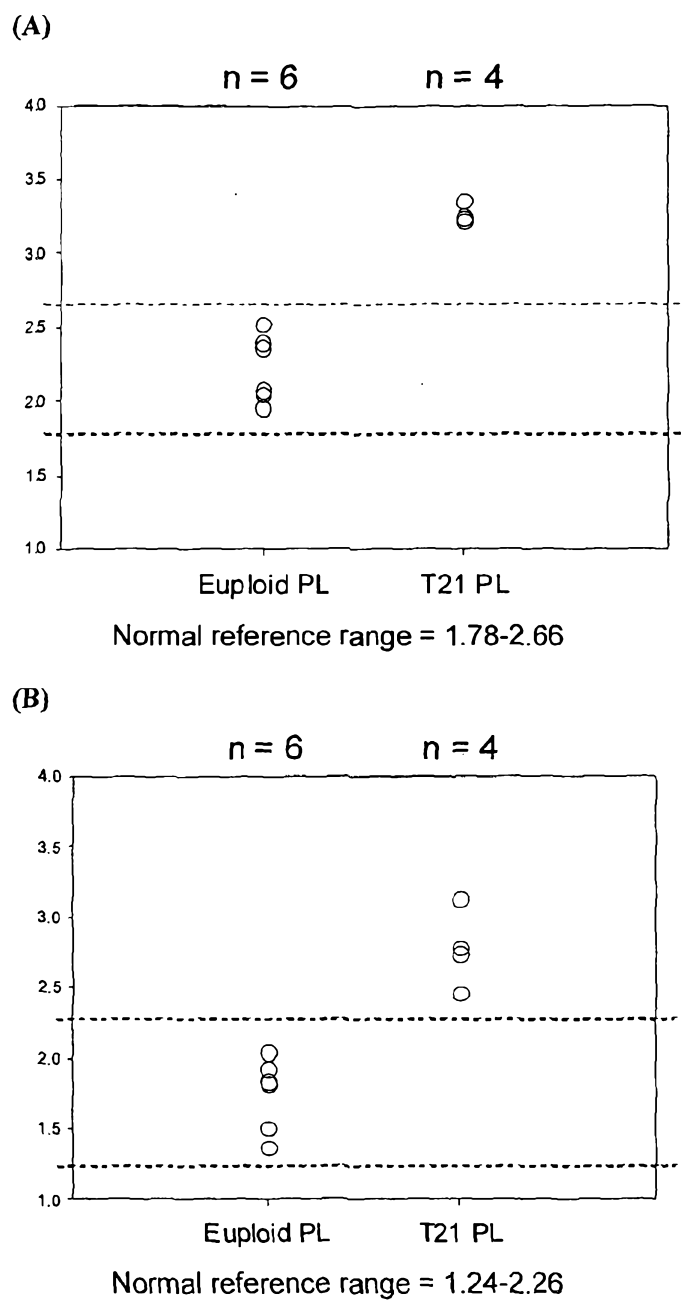 (A)
n = 6 n = 4
4.0
3.5
3.0
2.5
2.0
1.5
1.0
Euploid PL T21 PL
Normal reference range = 1.78-2.66
(B)
n = 6 n = 4
4.0
3.5
3.0
2.5
2.0
1.5
1.0
Euploid PL T21 PL
Normal reference range = 1.24-2.26